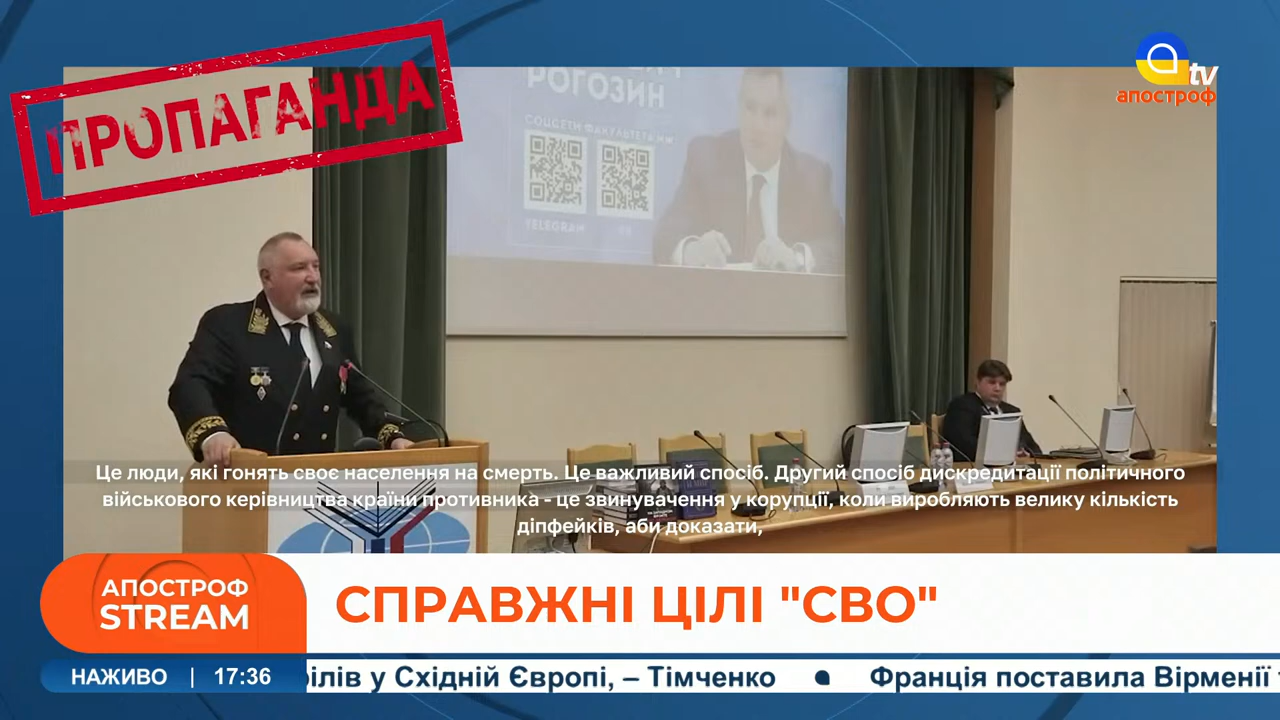 ПРОПАГАНДА
tv
апостроф
РОГОЗИН
СОЦСЕТИ ФАКУЛЬТЕТА
TELEGRAM
Це люди, які гонять своє населення на смерть. Це важливий спосіб. Другий спосіб дискредитації політичного
військового керівництва країни противника - це звинувачення у корупції, коли виробляють велику кількість
діпфейків, аби доказати,
АПОСТРОФ
STREAM
СПРАВЖНІ ЦІЛІ "СВО"
НАЖИВО | 17:36
ілів у Східній Європі, – Тімченко • Франція поставила Вірменії